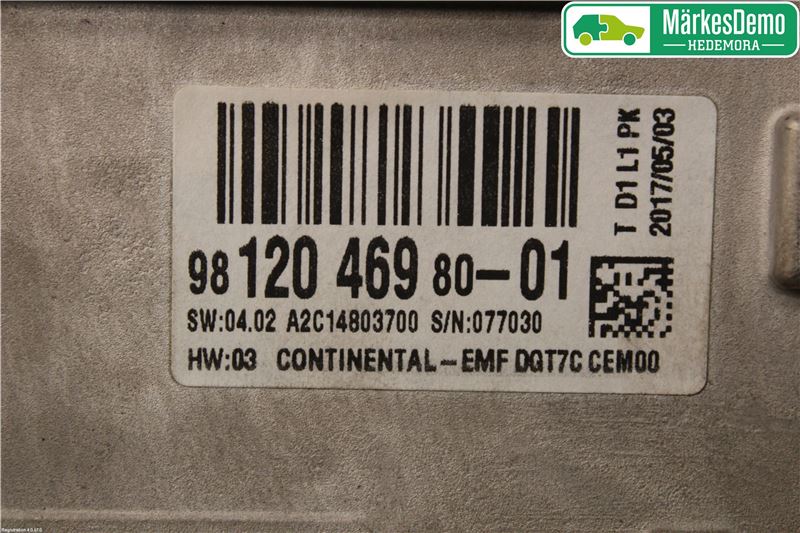 MärkesDemo
HEDEMORA
T D1 L1 PK
2017/05/03
98 120 469 80-01
SW:04.02 A2C14803700 S/N:077030
HW:03 CONTINENTAL-EMF DGT7C CEM00